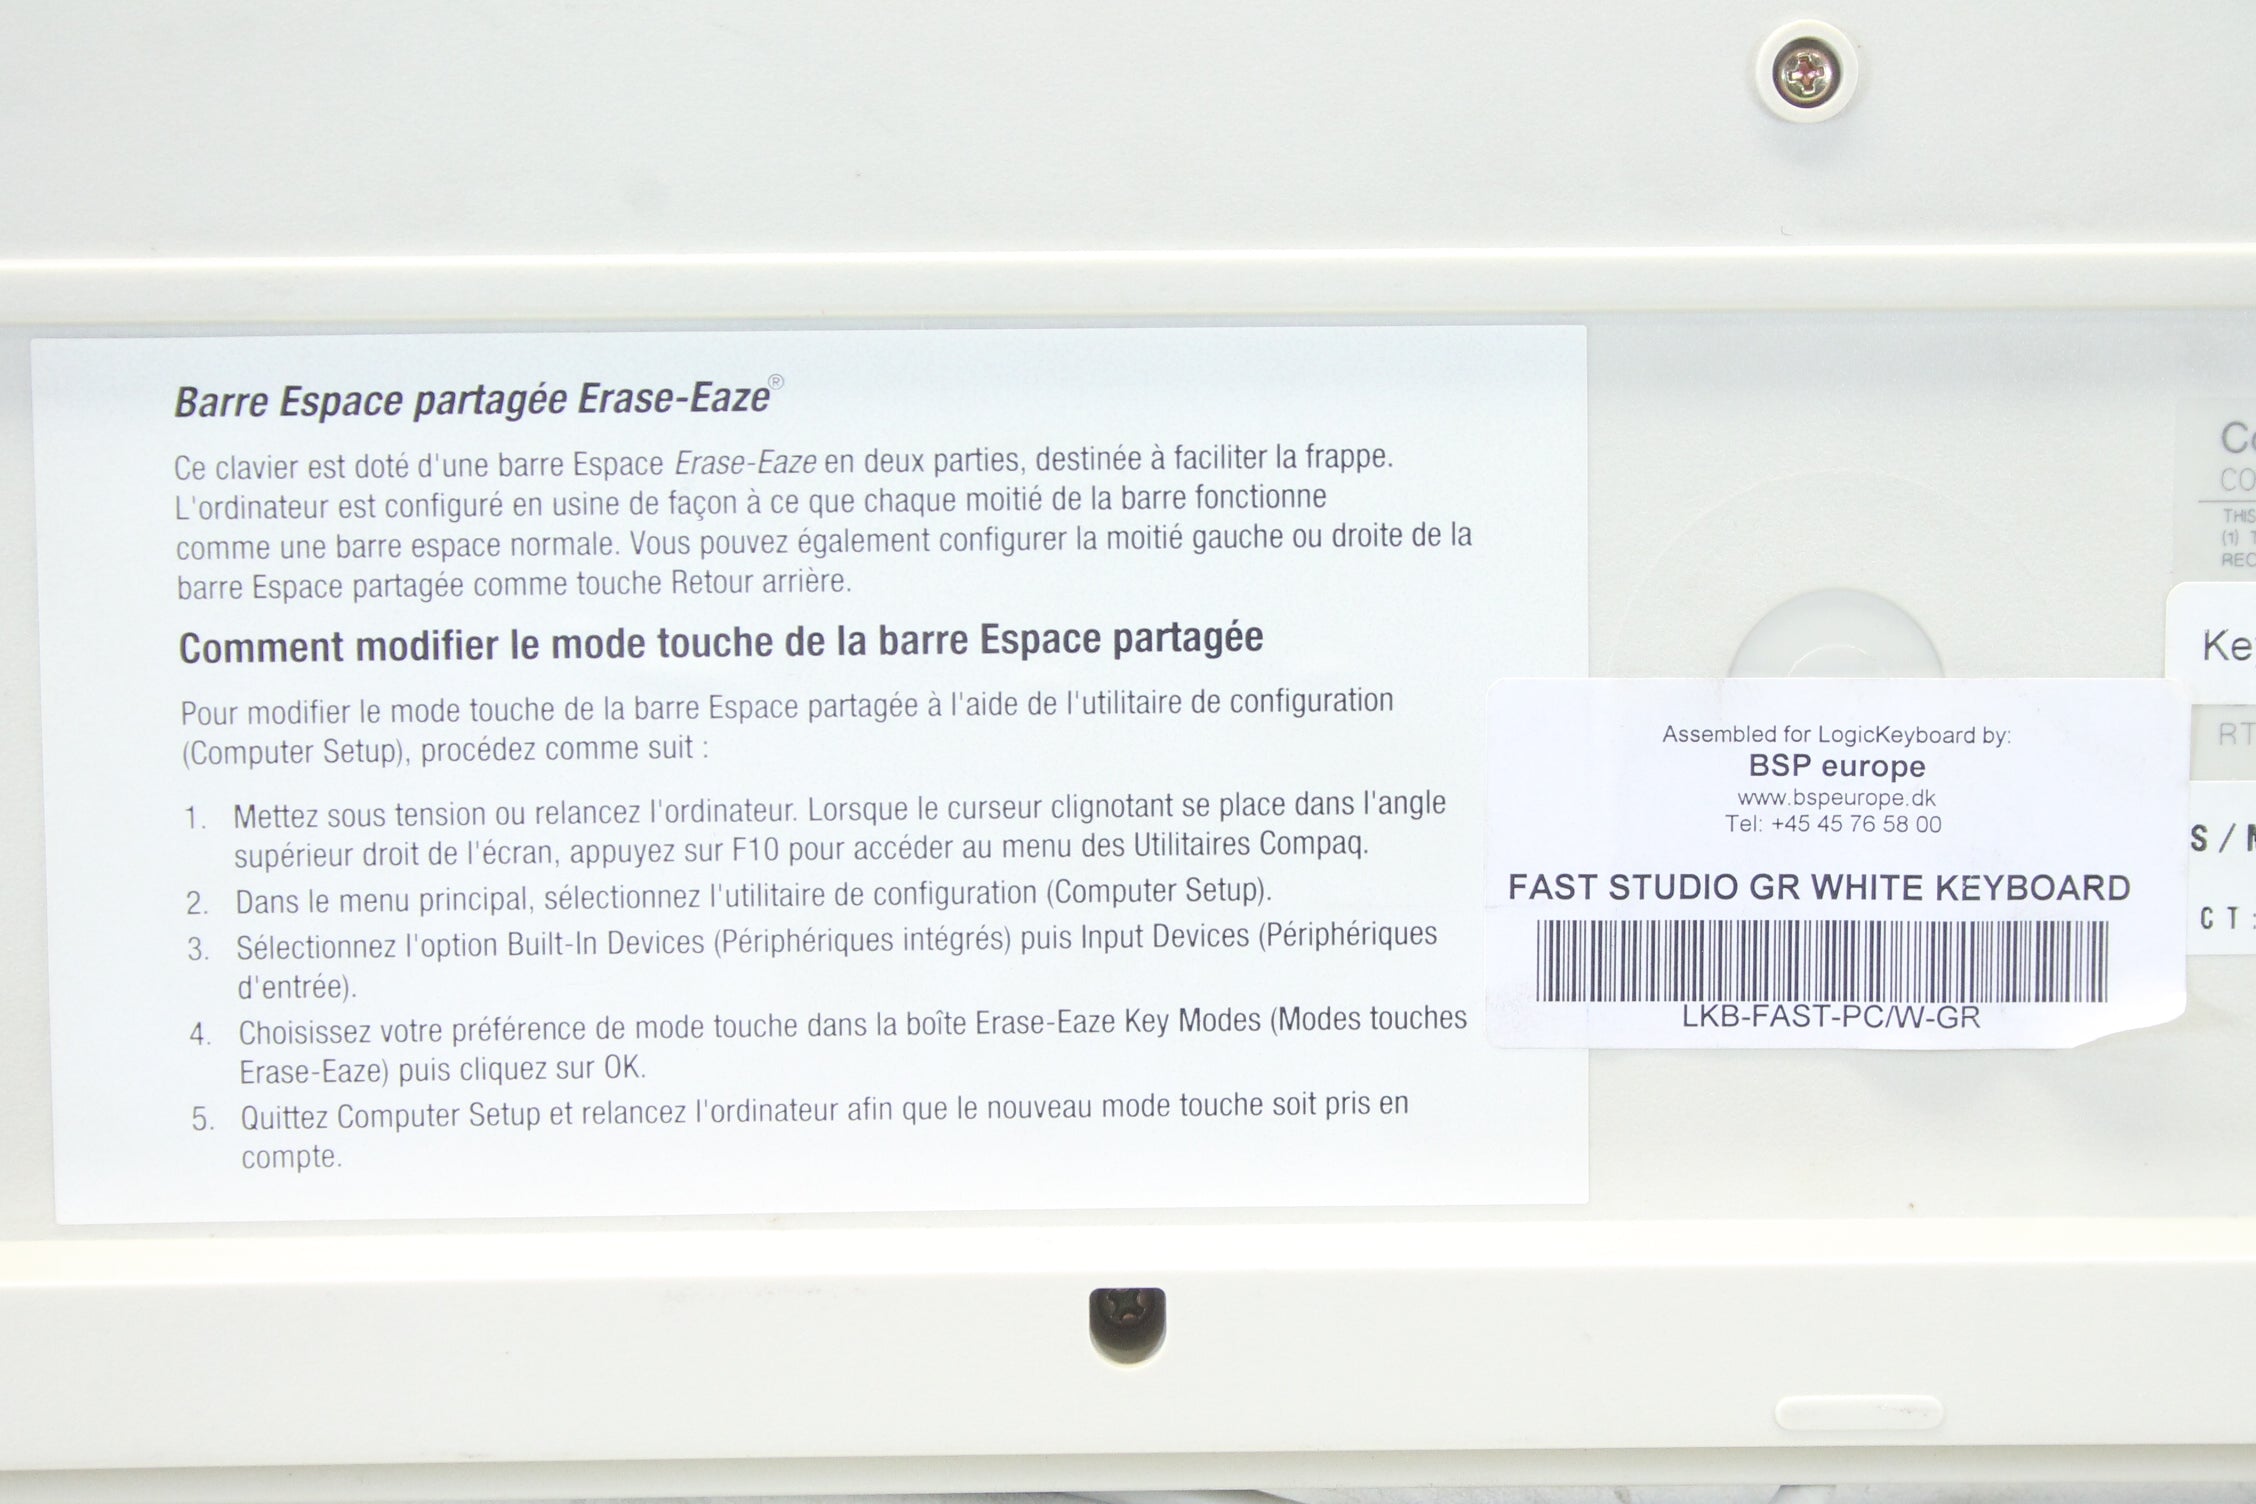 Barre Espace partagée Erase-Eaze®
Ce clavier est doté d'une barre Espace Erase-Eaze en deux parties, destinée à faciliter la frappe.
L'ordinateur est configuré en usine de façon à ce que chaque moitié de la barre fonctionne
comme une barre espace normale. Vous pouvez également configurer la moitié gauche ou droite de la
barre Espace partagée comme touche Retour arrière.
Comment modifier le mode touche de la barre Espace partagée
Pour modifier le mode touche de la barre Espace partagée à l'aide de l'utilitaire de configuration
(Computer Setup), procédez comme suit :
1. Mettez sous tension ou relancez l'ordinateur. Lorsque le curseur clignotant se place dans l'angle
supérieur droit de l'écran, appuyez sur F10 pour accéder au menu des Utilitaires Compaq.
2. Dans le menu principal, sélectionnez l'utilitaire de configuration (Computer Setup).
3. Sélectionnez l'option Built-In Devices (Périphériques intégrés) puis Input Devices (Périphériques
d'entrée).
4. Choisissez votre préférence de mode touche dans la boîte Erase-Eaze Key Modes (Modes touches
Erase-Eaze) puis cliquez sur OK.
5. Quittez Computer Setup et relancez l'ordinateur afin que le nouveau mode touche soit pris en
compte.
Assembled for LogicKeyboard by:
BSP europe
www.bspeurope.dk
Tel: +45 45 76 58 00
FAST STUDIO GR WHITE KEYBOARD
LKB-FAST-PC/W-GR
THIS
(1)
CT: